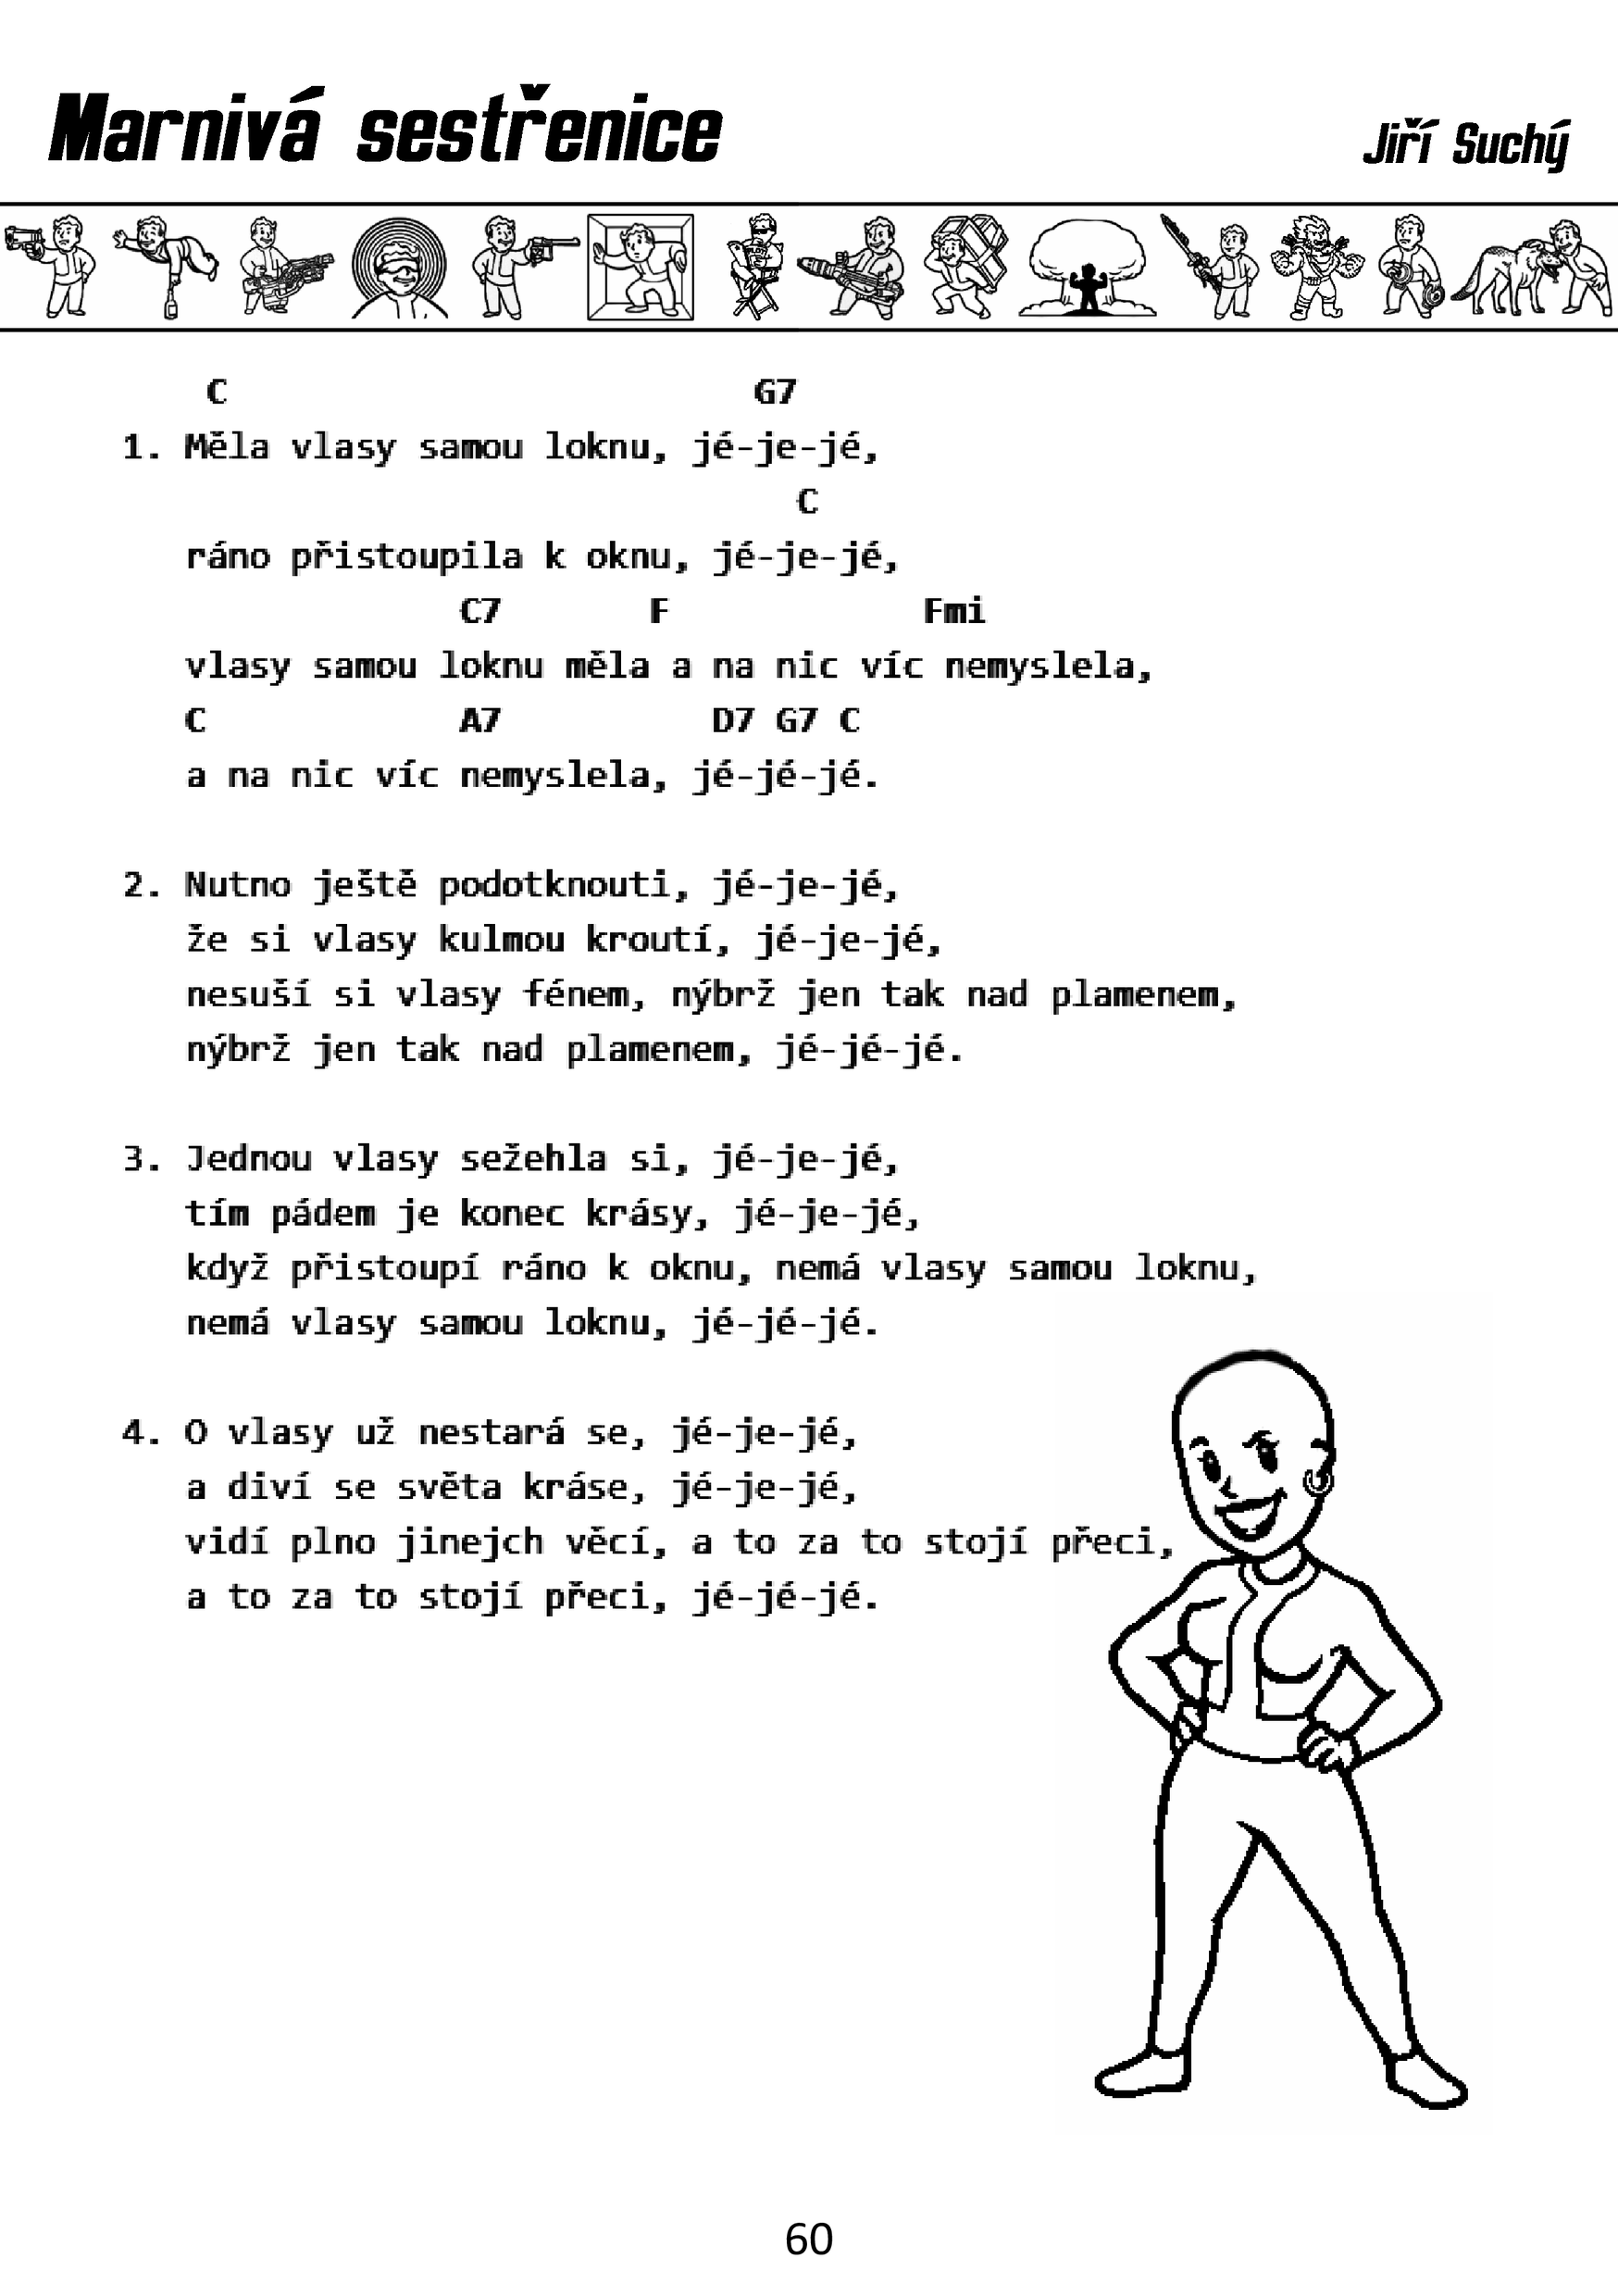 Marnivá sestřenice
Jiří Suchý
C G7
1. Měla vlasy samou loknu, jé-je-jé,
C
ráno přistoupila k oknu, jé-je-jé,
C7 F Fmi
vlasy samou loknu měla a na nic víc nemyslela,
C A7 D7 G7 C
a na nic víc nemyslela, jé-jé-jé.
2. Nutno ještě podotknouti, jé-je-jé,
že si vlasy kulmou kroutí, jé-je-jé,
nesuší si vlasy fénem, nýbrž jen tak nad plamenem,
nýbrž jen tak nad plamenem, jé-jé-jé.
3. Jednou vlasy sežehla si, jé-je-jé,
tím pádem je konec krásy, jé-je-jé,
když přistoupí ráno k oknu, nemá vlasy samou loknu,
nemá vlasy samou loknu, jé-jé-jé.
4. O vlasy už nestará se, jé-je-jé,
a diví se světa kráse, jé-je-jé,
vidí plno jinejch věcí, a to za to stojí přeci,
a to za to stojí přeci, jé-jé-jé.
60